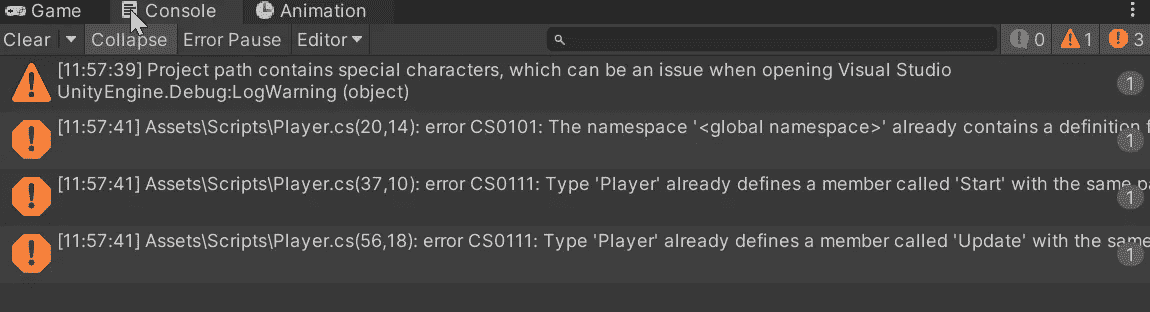 Game Console Animation
Clear Collapse Error Pause Editor 0 1 3
[11:57:39] Project path contains special characters, which can be an issue when opening Visual Studio
UnityEngine.Debug:LogWarning (object)
1
[11:57:41] Assets\Scripts\Player.cs(20,14): error CS0101: The namespace '<global namespace>' already contains a definition
1
[11:57:41] Assets\Scripts\Player.cs(37,10): error CS0111: Type 'Player' already defines a member called 'Start' with the same
1
[11:57:41] Assets\Scripts\Player.cs(56,18): error CS0111: Type 'Player' already defines a member called 'Update' with the same
1